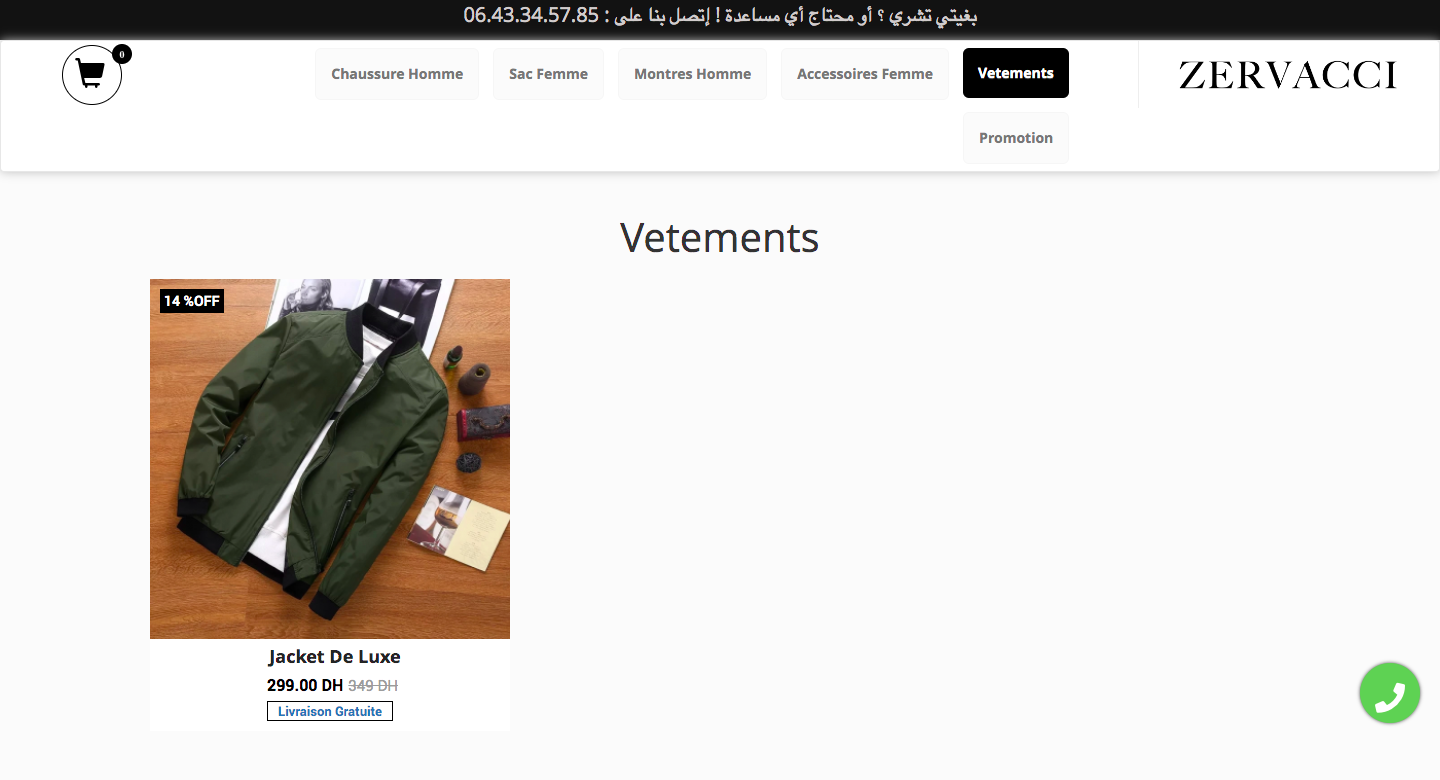 بغيتي تشري ؟ أو محتاج أي مساعدة ! إتصل بنا على : 06.43.34.57.85
0
Chaussure Homme
Sac Femme
Montres Homme
Accessoires Femme
Vetements
ZERVACCI
Promotion
Vetements
14 %OFF
Jacket De Luxe
299.00 DH 349 DH
Livraison Gratuite